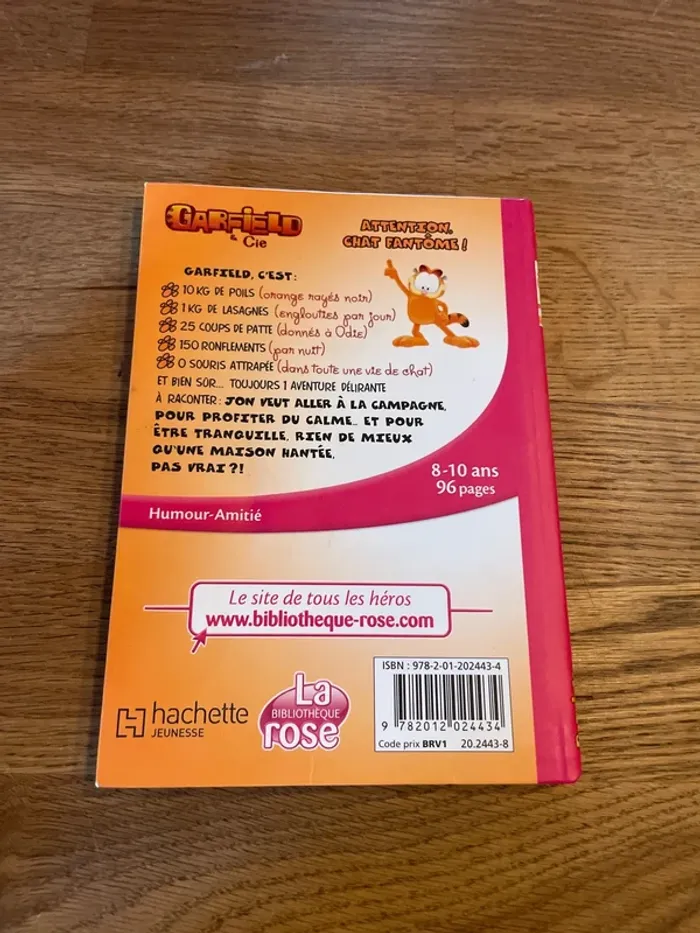 GARFIELD
& Cie
ATTENTION,
CHAT FANTÔME !
GARFIELD, C'EST :
10 KG DE POILS (orange rayés noir)
1 KG DE LASAGNES (englouties par jour)
25 COUPS DE PATTE (donnés à Odie)
150 RONFLEMENTS (par nuit)
0 SOURIS ATTRAPÉE (dans toute une vie de chat)
ET BIEN SÛR... TOUJOURS 1 AVENTURE DÉLIRANTE
À RACONTER : JON VEUT ALLER À LA CAMPAGNE,
POUR PROFITER DU CALME... ET POUR
ÊTRE TRANQUILLE, RIEN DE MIEUX
QU'UNE MAISON HANTÉE,
PAS VRAI ?!
8-10 ans
96 pages
Humour-Amitié
Le site de tous les héros
www.bibliotheque-rose.com
hachette
JEUNESSE
La
BIBLIOTHÈQUE
rose
ISBN : 978-2-01-202443-4
9 782012 024434
Code prix BRV1 20.2443-8